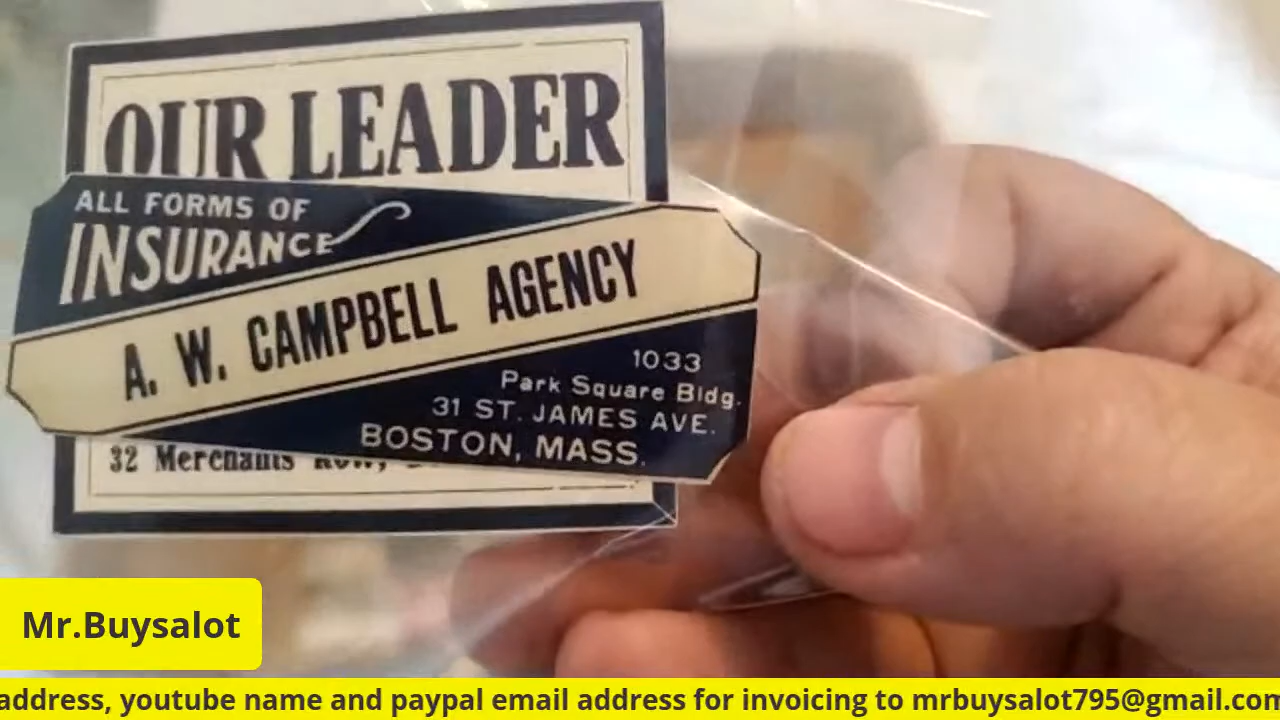 OUR LEADER
ALL FORMS OF
INSURANCE
A. W. CAMPBELL AGENCY
1033
Park Square Bldg.
31 ST. JAMES AVE.
BOSTON, MASS.
32 Merchants Row,
Mr.Buysalot
address, youtube name and paypal email address for invoicing to mrbuysalot795@gmail.com